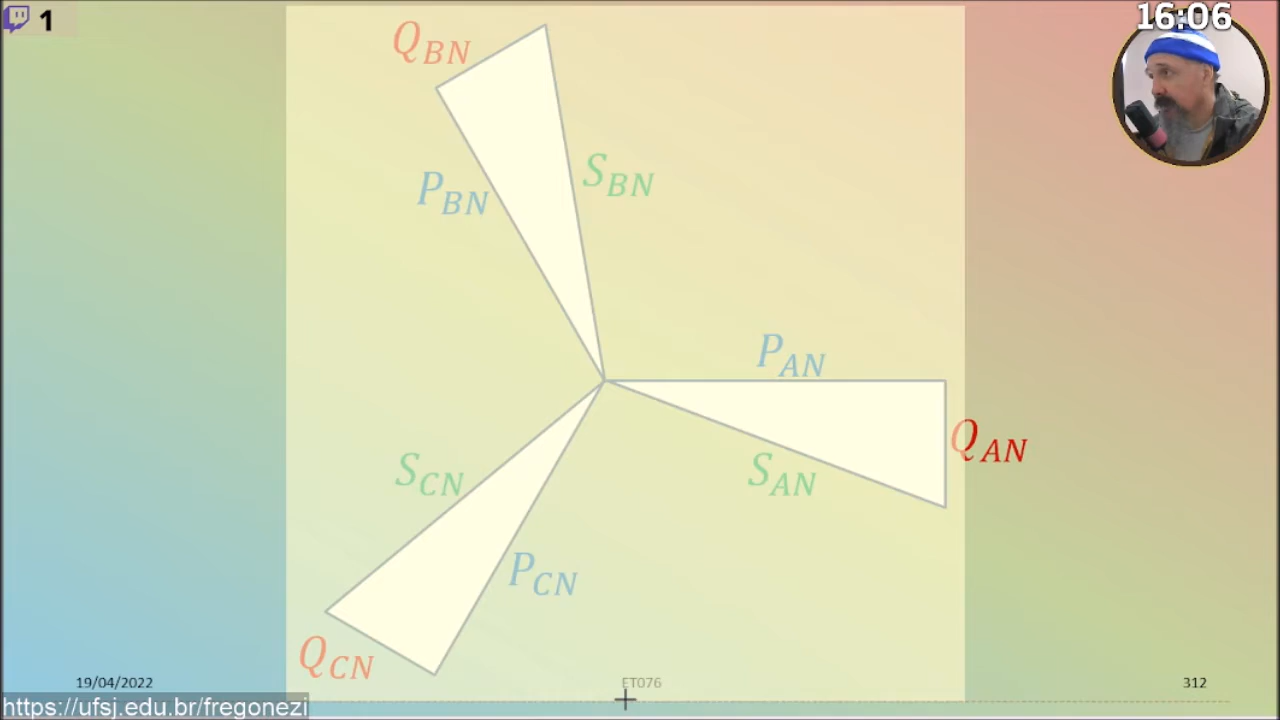 1
16:06
Q_BN
S_BN
P_BN
P_AN
Q_AN
S_CN
S_AN
P_CN
Q_CN
19/04/2022
ET076
312
https://ufsj.edu.br/fregonezi